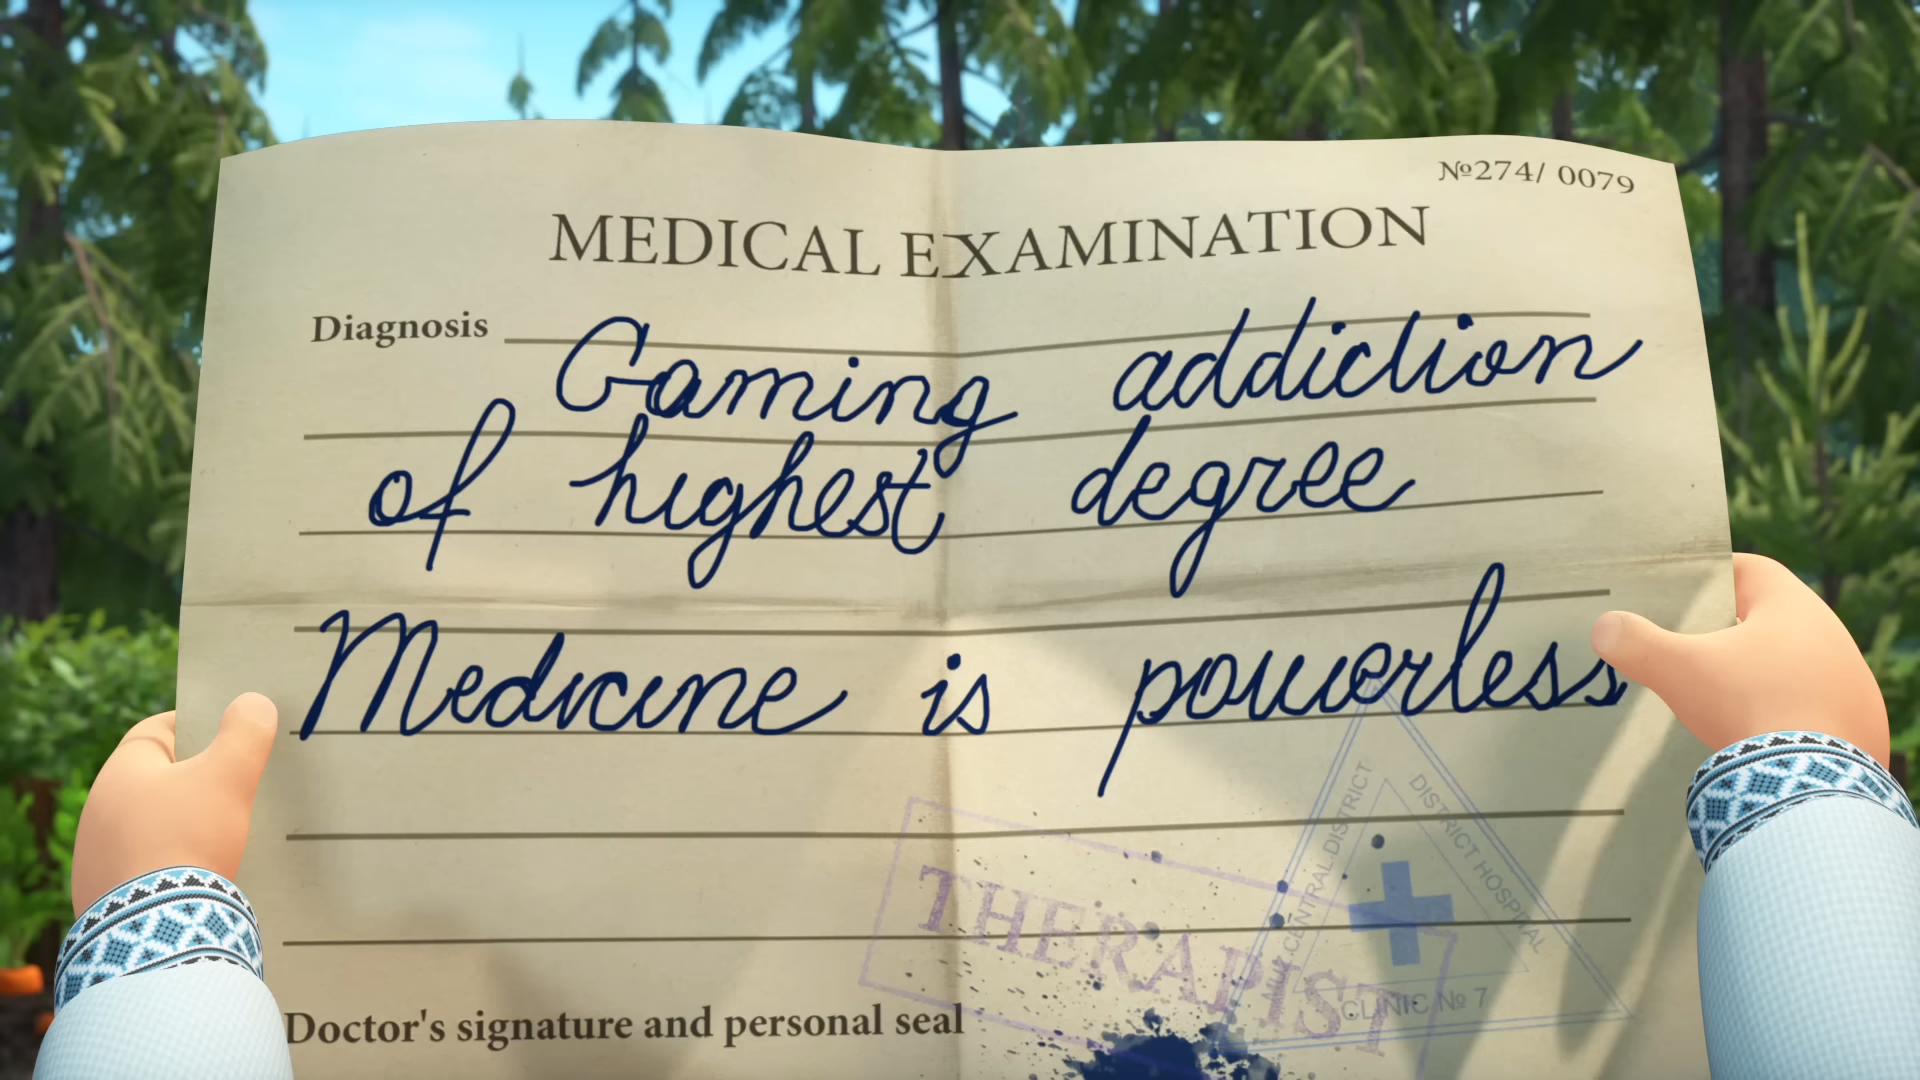 №274/ 0079
MEDICAL EXAMINATION
Diagnosis Gaming addiction
of highest degree
Medicine is powerless
THERAPIST
CENTRAL DISTRICT
DISTRICT HOSPITAL
CLINIC № 7
Doctor's signature and personal seal